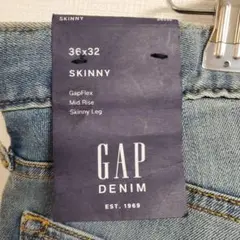 SKINNY
36x32
SKINNY
GapFlex
Mid Rise
Skinny Leg
GAP
DENIM
EST. 1969